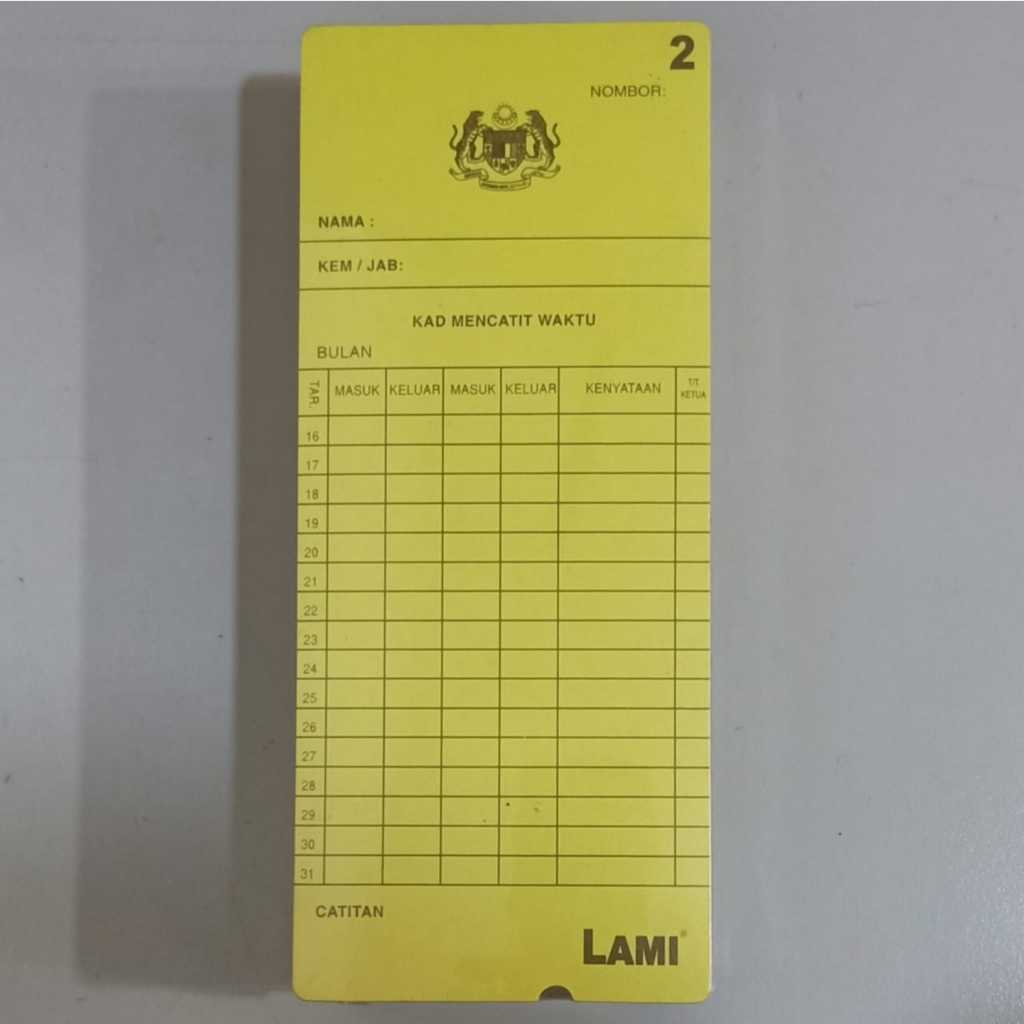 2
NOMBOR:
NAMA :
KEM / JAB:
KAD MENCATIT WAKTU
BULAN
TAR. MASUK KELUAR MASUK KELUAR KENYATAAN T/T KETUA
16
17
18
19
20
21
22
23
24
25
26
27
28
29
30
31
CATITAN
LAMI®